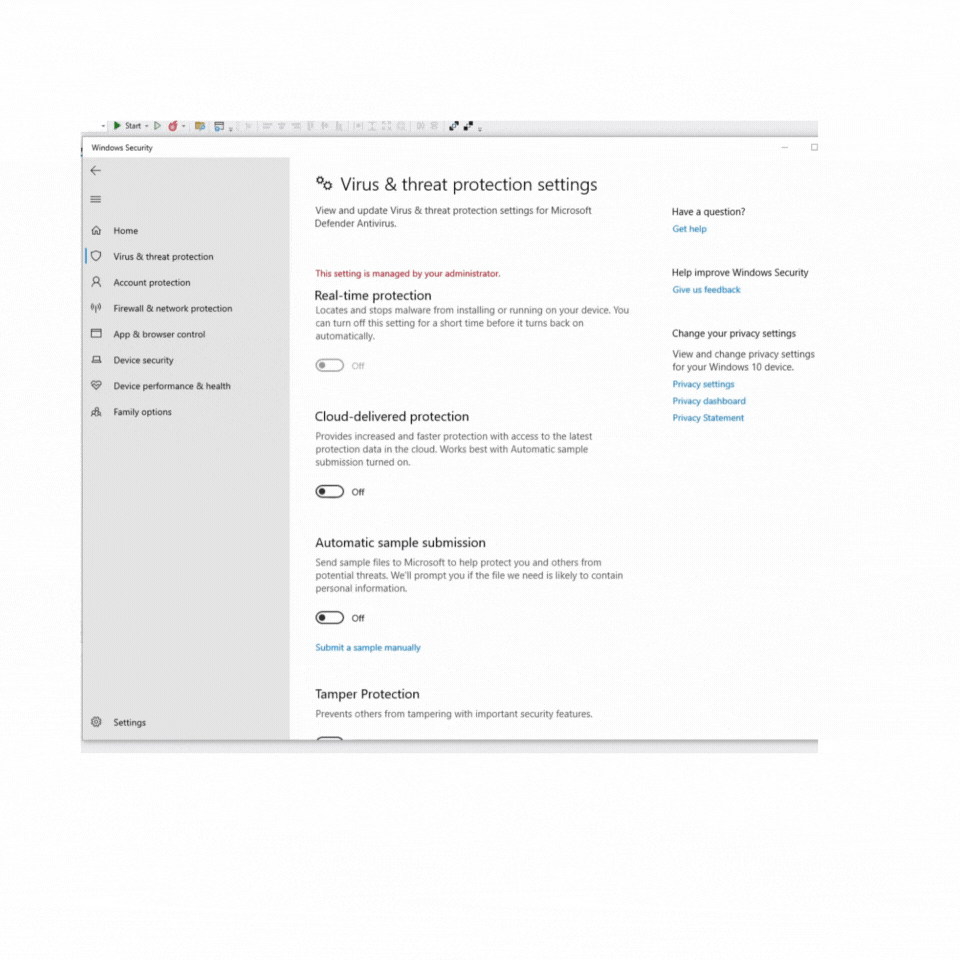 Start
Windows Security
Home
Virus & threat protection
Account protection
Firewall & network protection
App & browser control
Device security
Device performance & health
Family options
Settings
Virus & threat protection settings
View and update Virus & threat protection settings for Microsoft
Defender Antivirus.
This setting is managed by your administrator.
Real-time protection
Locates and stops malware from installing or running on your device. You
can turn off this setting for a short time before it turns back on
automatically.
Off
Cloud-delivered protection
Provides increased and faster protection with access to the latest
protection data in the cloud. Works best with Automatic sample
submission turned on.
Off
Automatic sample submission
Send sample files to Microsoft to help protect you and others from
potential threats. We'll prompt you if the file we need is likely to contain
personal information.
Off
Submit a sample manually
Tamper Protection
Prevents others from tampering with important security features.
Have a question?
Get help
Help improve Windows Security
Give us feedback
Change your privacy settings
View and change privacy settings
for your Windows 10 device.
Privacy settings
Privacy dashboard
Privacy Statement